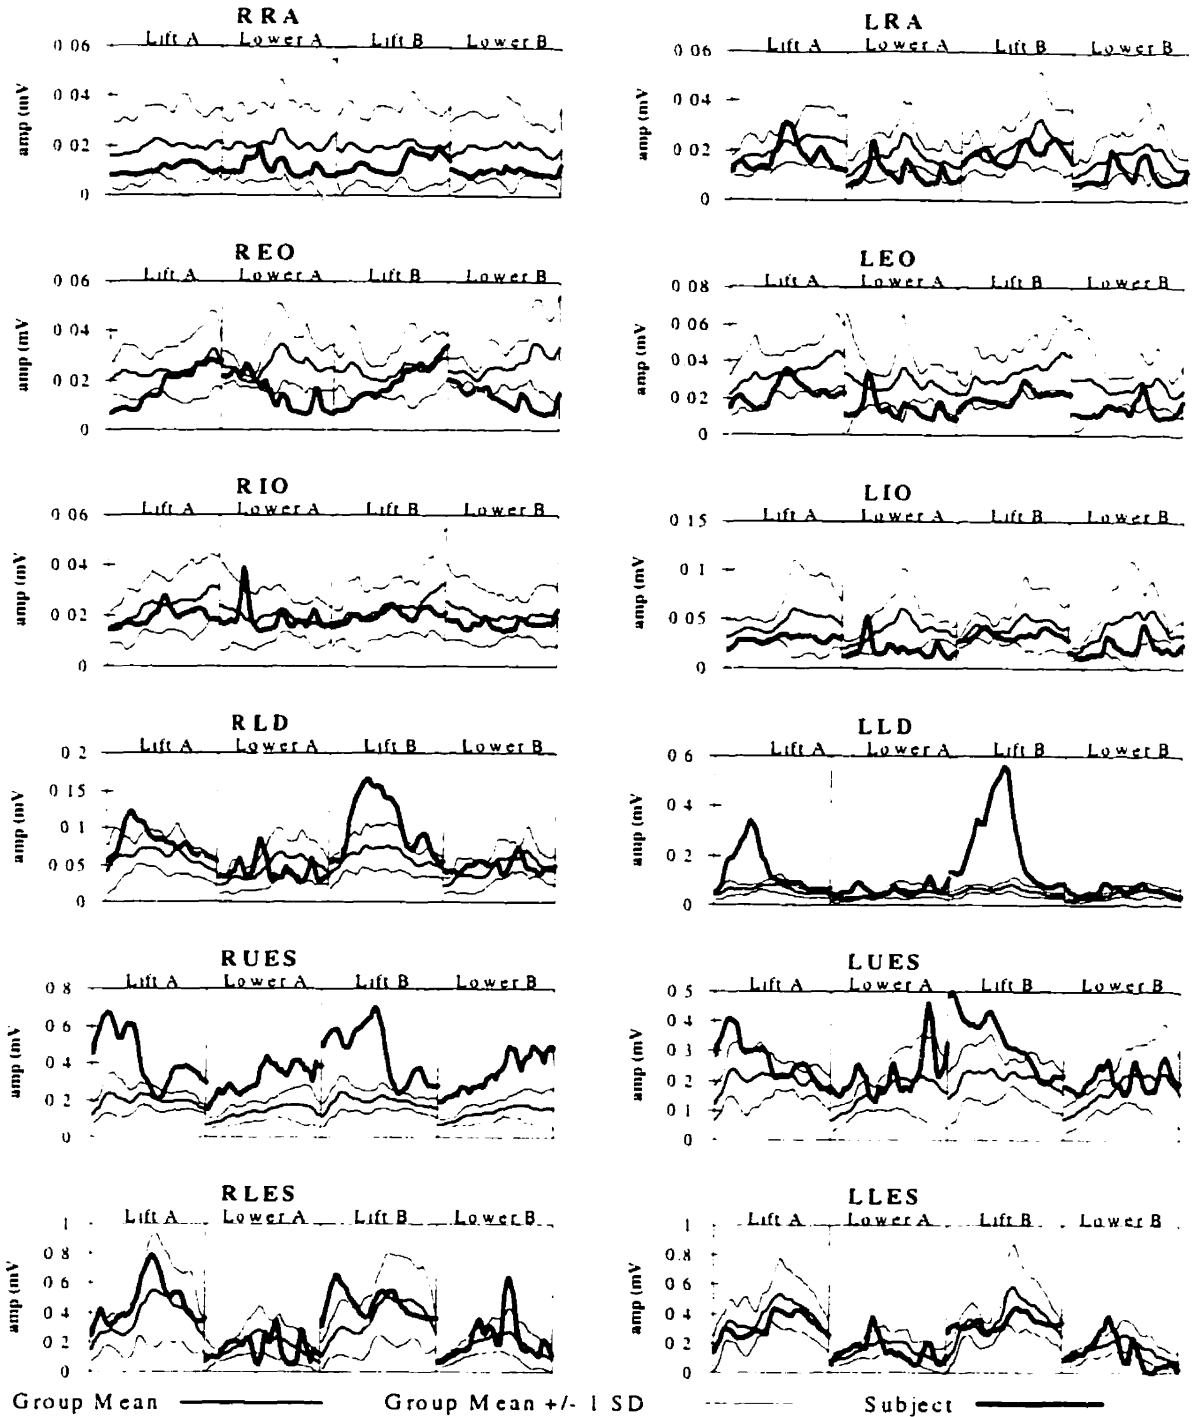 RRA
LRA
0 06
Lift A Lower A Lift B Lower B
0 06
Lift A Lower A Lift B Lower B
amp (mV
0 04
0 02
0
amp (mV
0 04
0 02
0
REO
LEO
0 06
Lift A Lower A Lift B Lower B
0 08
Lift A Lower A Lift B Lower B
amp (mV
0 04
0 02
0
amp (mV
0 06
0 04
0 02
0
RIO
LIO
0 06
Lift A Lower A Lift B Lower B
0 15
Lift A Lower A Lift B Lower B
amp (mV
0 04
0 02
0
amp (mV
0 1
0 05
0
RLD
LLD
0 2
Lift A Lower A Lift B Lower B
0 6
Lift A Lower A Lift B Lower B
amp (mV
0 15
0 1
0 05
0
amp (mV
0 4
0 2
0
RUES
LUES
0 8
Lift A Lower A Lift B Lower B
0 5
Lift A Lower A Lift B Lower B
amp (mV
0 6
0 4
0 2
0
amp (mV
0 4
0 3
0 2
0 1
0
RLES
LLES
1
Lift A Lower A Lift B Lower B
1
Lift A Lower A Lift B Lower B
amp (mV
0 8
0 6
0 4
0 2
0
amp (mV
0 8
0 6
0 4
0 2
0
Group Mean Group Mean +/- 1 SD Subject